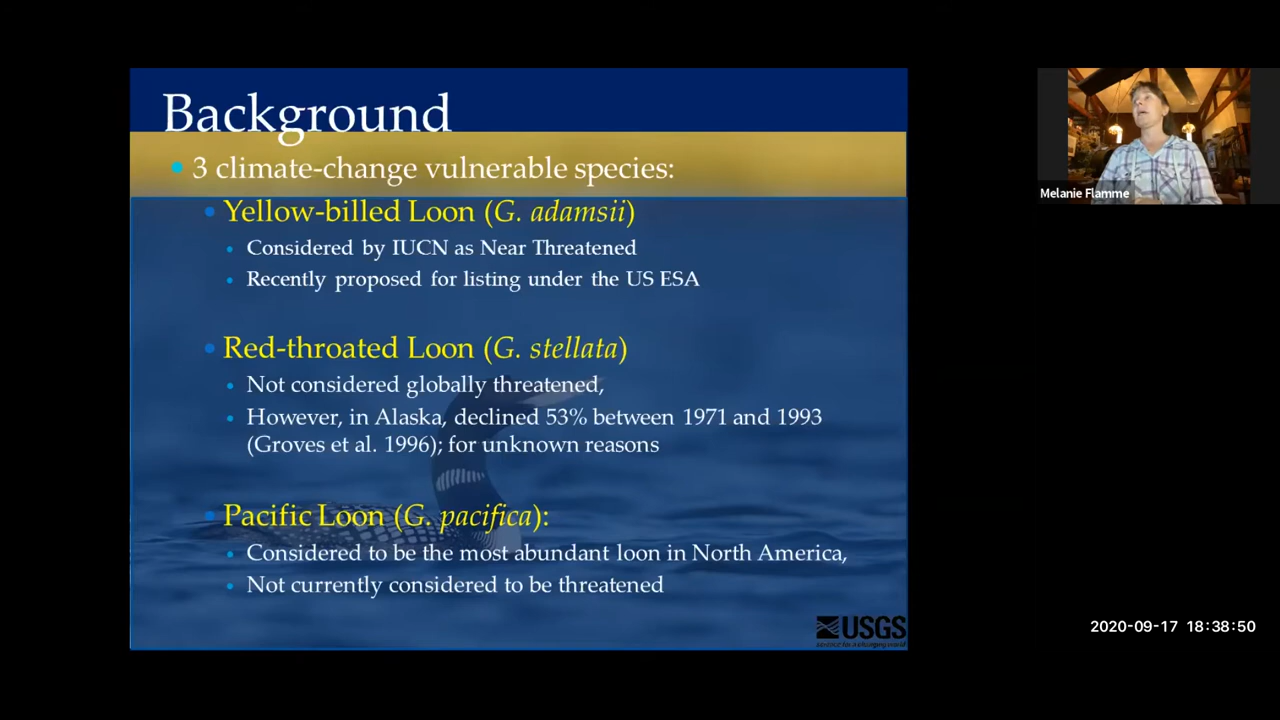 Background
3 climate-change vulnerable species:
Yellow-billed Loon (G. adamsii)
Considered by IUCN as Near Threatened
Recently proposed for listing under the US ESA
Red-throated Loon (G. stellata)
Not considered globally threatened,
However, in Alaska, declined 53% between 1971 and 1993
(Groves et al. 1996); for unknown reasons
Pacific Loon (G. pacifica):
Considered to be the most abundant loon in North America,
Not currently considered to be threatened
USGS
science for a changing world
Melanie Flamme
2020-09-17 18:38:50